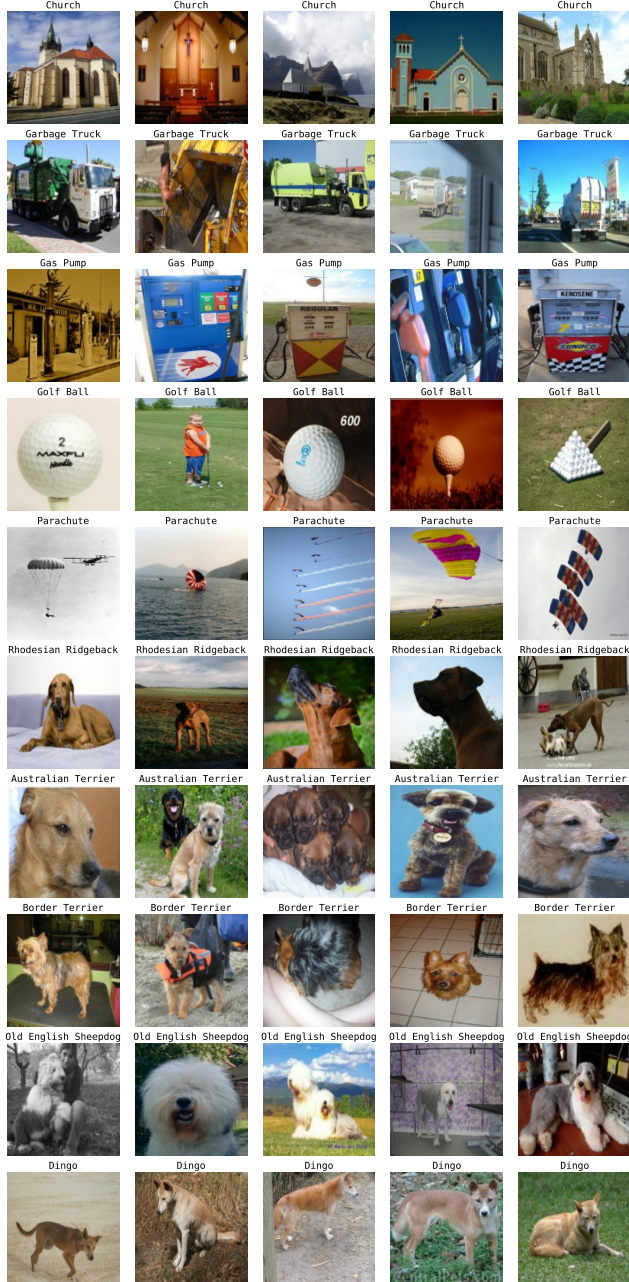 Church Church Church Church Church
Garbage Truck Garbage Truck Garbage Truck Garbage Truck Garbage Truck
Gas Pump Gas Pump Gas Pump Gas Pump Gas Pump
REGULAR
KEROSENE
SUNOCO
Golf Ball Golf Ball Golf Ball Golf Ball Golf Ball
600
2
MAXFLI
Noodle
Parachute Parachute Parachute Parachute Parachute
Rhodesian Ridgeback Rhodesian Ridgeback Rhodesian Ridgeback Rhodesian Ridgeback Rhodesian Ridgeback
Australian Terrier Australian Terrier Australian Terrier Australian Terrier Australian Terrier
Border Terrier Border Terrier Border Terrier Border Terrier Border Terrier
Old English Sheepdog Old English Sheepdog Old English Sheepdog Old English Sheepdog Old English Sheepdog
Dingo Dingo Dingo Dingo Dingo